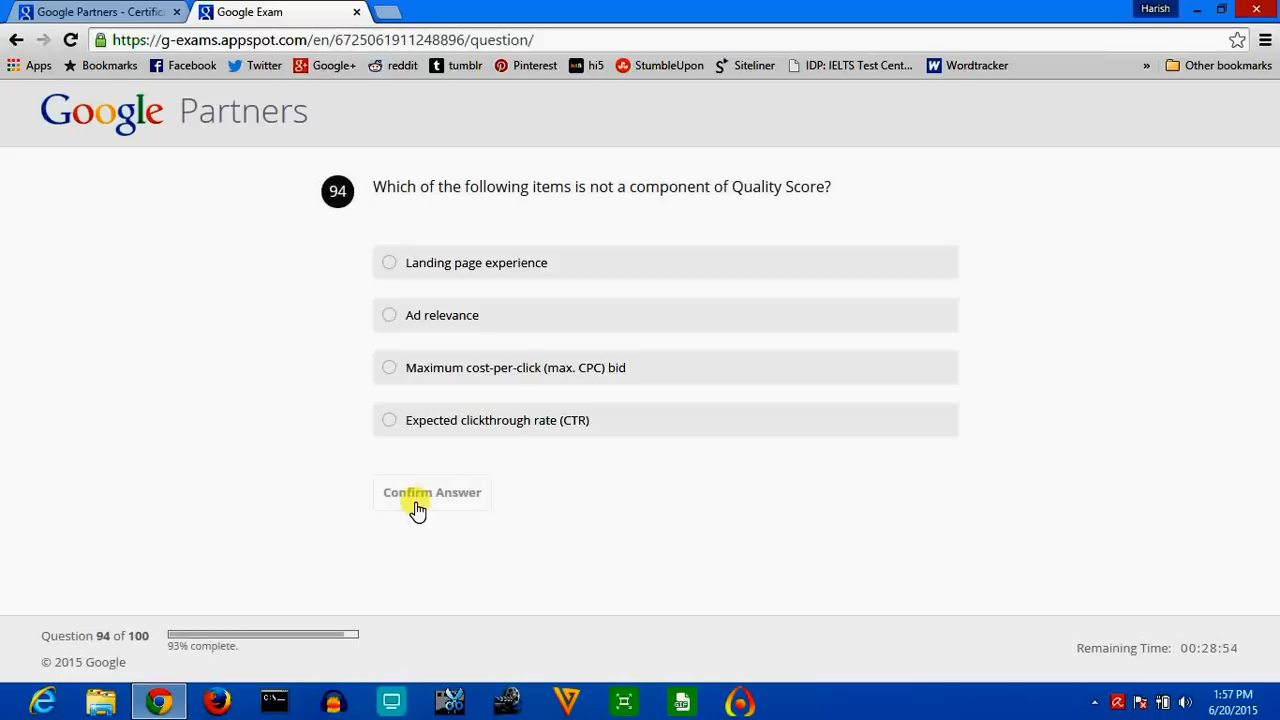 Google Partners - Certific
Google Exam
Harish
https://g-exams.appspot.com/en/6725061911248896/question/
Apps
Bookmarks
Facebook
Twitter
Google+
reddit
tumblr
Pinterest
hi5
StumbleUpon
Siteliner
IDP: IELTS Test Cent...
Wordtracker
»
Other bookmarks
Google Partners
94
Which of the following items is not a component of Quality Score?
Landing page experience
Ad relevance
Maximum cost-per-click (max. CPC) bid
Expected clickthrough rate (CTR)
Confirm Answer
Question 94 of 100
93% complete.
© 2015 Google
Remaining Time: 00:28:54
1:57 PM
6/20/2015